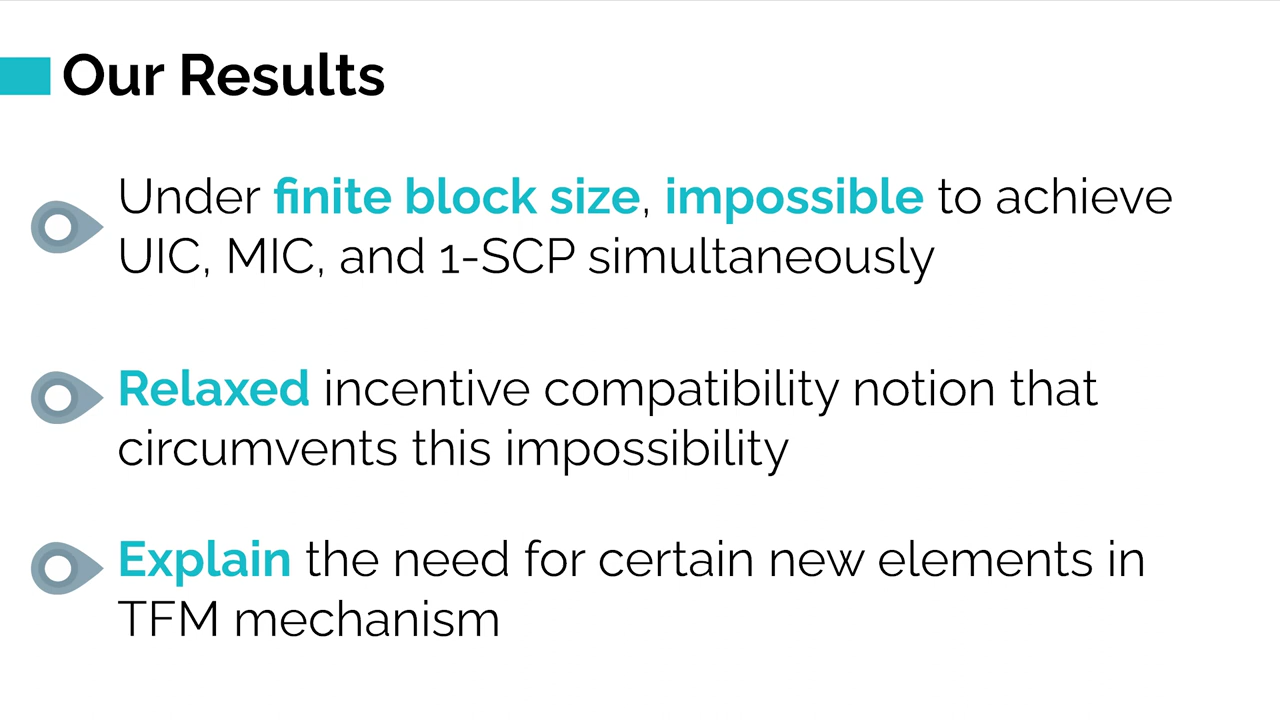 Our Results
Under finite block size, impossible to achieve
UIC, MIC, and 1-SCP simultaneously
Relaxed incentive compatibility notion that
circumvents this impossibility
Explain the need for certain new elements in
TFM mechanism